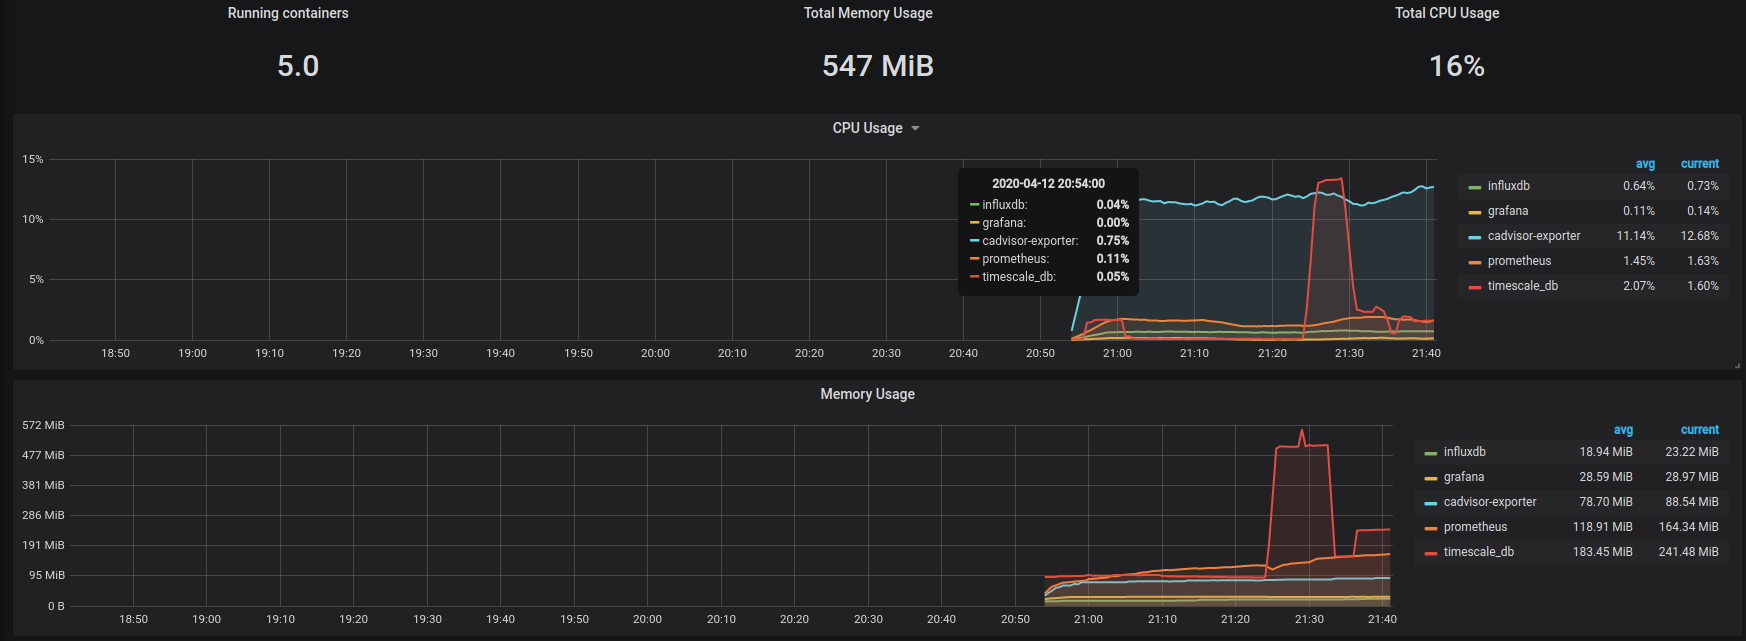 Running containers
Total Memory Usage
Total CPU Usage
5.0
547 MiB
16%
CPU Usage
15%
10%
5%
0%
18:50 19:00 19:10 19:20 19:30 19:40 19:50 20:00 20:10 20:20 20:30 20:40 20:50 21:00 21:10 21:20 21:30 21:40
2020-04-12 20:54:00
influxdb: 0.04%
grafana: 0.00%
cadvisor-exporter: 0.75%
prometheus: 0.11%
timescale_db: 0.05%
avg current
influxdb 0.64% 0.73%
grafana 0.11% 0.14%
cadvisor-exporter 11.14% 12.68%
prometheus 1.45% 1.63%
timescale_db 2.07% 1.60%
Memory Usage
572 MiB
477 MiB
381 MiB
286 MiB
191 MiB
95 MiB
0 B
18:50 19:00 19:10 19:20 19:30 19:40 19:50 20:00 20:10 20:20 20:30 20:40 20:50 21:00 21:10 21:20 21:30 21:40
avg current
influxdb 18.94 MiB 23.22 MiB
grafana 28.59 MiB 28.97 MiB
cadvisor-exporter 78.70 MiB 88.54 MiB
prometheus 118.91 MiB 164.34 MiB
timescale_db 183.45 MiB 241.48 MiB